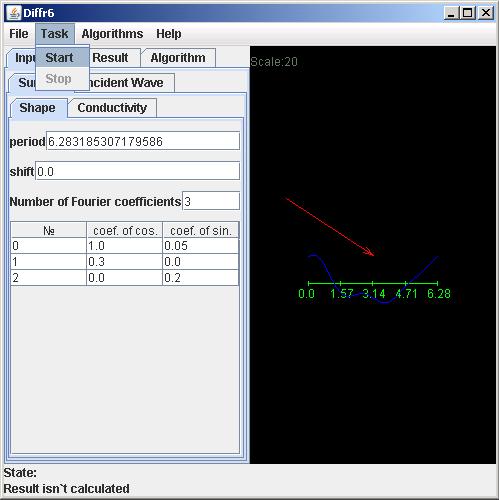 Diffr6
File Task Algorithms Help
Start
Stop
Result Algorithm
Incident Wave
Shape Conductivity
period 6.283185307179586
shift 0.0
Number of Fourier coefficients 3
№ coef. of cos. coef. of sin.
0 1.0 0.05
1 0.3 0.0
2 0.0 0.2
Scale:20
0.0 1.57 3.14 4.71 6.28
State:
Result isn`t calculated